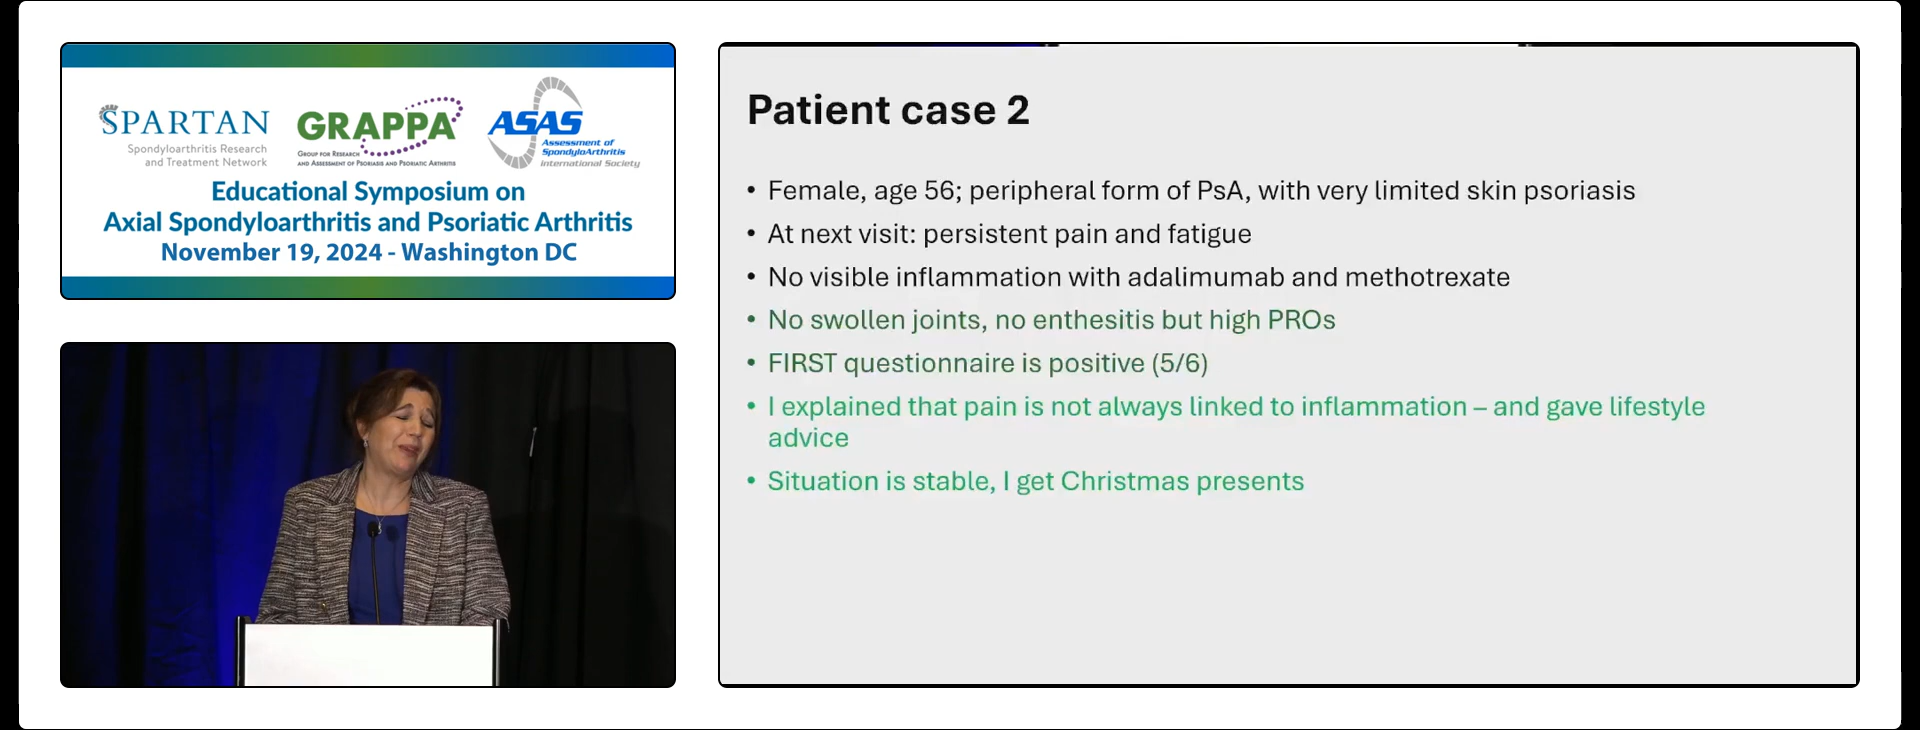 SPARTAN
Spondyloarthritis Research
and Treatment Network
GRAPPA
GROUP FOR RESEARCH
AND ASSESSMENT OF PSORIASIS AND PSORIATIC ARTHRITIS
ASAS
Assessment of
SpondyloArthritis
International Society
Educational Symposium on
Axial Spondyloarthritis and Psoriatic Arthritis
November 19, 2024 - Washington DC
Patient case 2
• Female, age 56; peripheral form of PsA, with very limited skin psoriasis
• At next visit: persistent pain and fatigue
• No visible inflammation with adalimumab and methotrexate
• No swollen joints, no enthesitis but high PROs
• FIRST questionnaire is positive (5/6)
• I explained that pain is not always linked to inflammation – and gave lifestyle
advice
• Situation is stable, I get Christmas presents